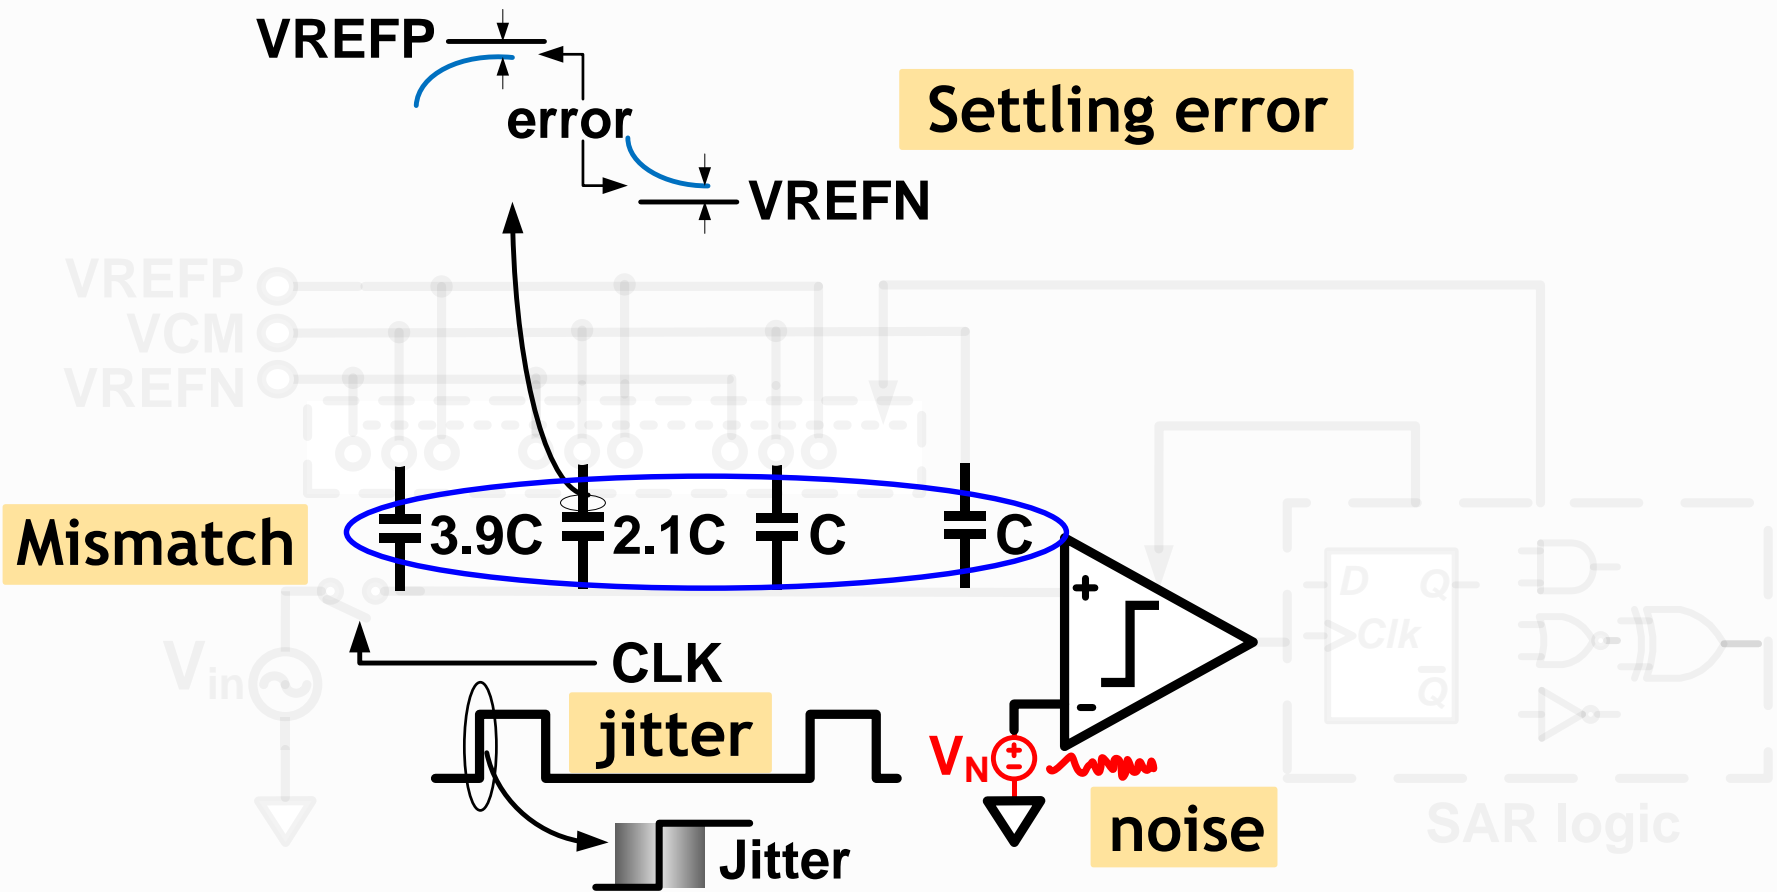 VREFP
error
Settling error
VREFN
VREFP
VCM
VREFN
Mismatch
3.9C
2.1C
C
C
+
-
D
Q
Clk
Q̅
Vin
CLK
jitter
VN
+
-
noise
Jitter
SAR logic